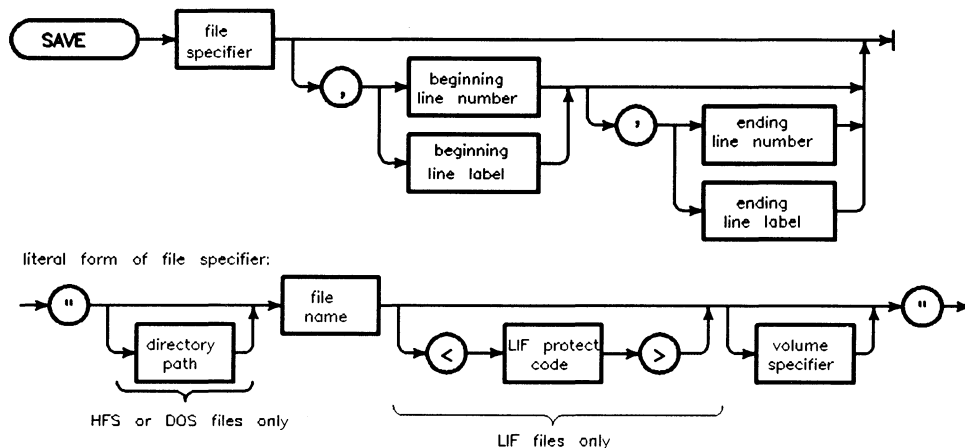 SAVE
file
specifier
,
beginning
line number
beginning
line label
,
ending
line number
ending
line label
literal form of file specifier:
"
directory
path
file
name
<
LIF protect
code
>
volume
specifier
"
HFS or DOS files only
LIF files only